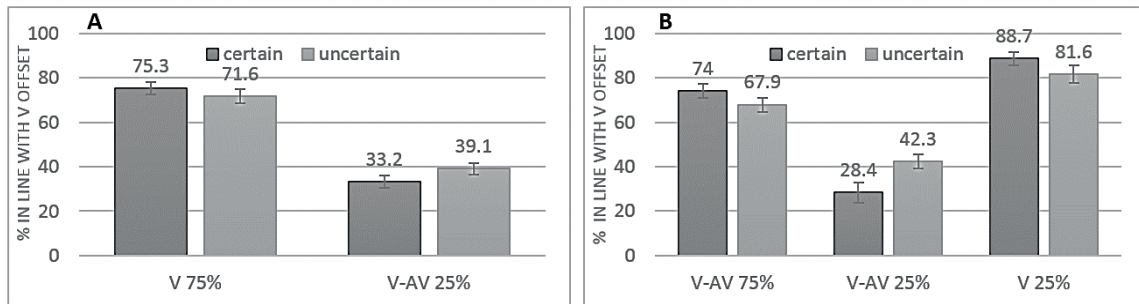 A
% IN LINE WITH V OFFSET
100
80
60
40
20
0
certain uncertain
75.3 71.6
33.2 39.1
V 75% V-AV 25%
B
% IN LINE WITH V OFFSET
100
80
60
40
20
0
certain uncertain
74 67.9
28.4 42.3
88.7 81.6
V-AV 75% V-AV 25% V 25%